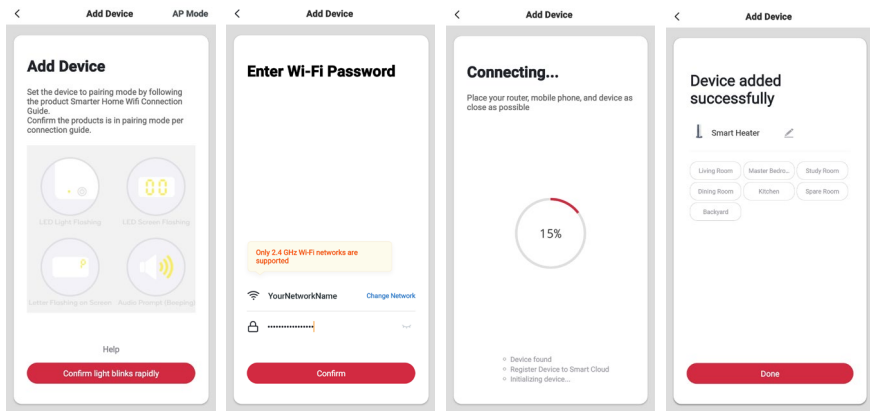 Add Device
AP Mode
Add Device
Set the device to pairing mode by following
the product Smarter Home Wifi Connection
Guide.
Confirm the products is in pairing mode per
connection guide.
00
LED Light Flashing
LED Screen Flashing
P
Letter Flashing on Screen
Audio Prompt (Beeping)
Help
Confirm light blinks rapidly
Add Device
Enter Wi-Fi Password
Only 2.4 GHz Wi-Fi networks are
supported
YourNetworkName
Change Network
Confirm
Add Device
Connecting...
Place your router, mobile phone, and device as
close as possible
15%
Device found
Register Device to Smart Cloud
Initializing device...
Add Device
Device added
successfully
Smart Heater
Living Room
Master Bedro...
Study Room
Dining Room
Kitchen
Spare Room
Backyard
Done